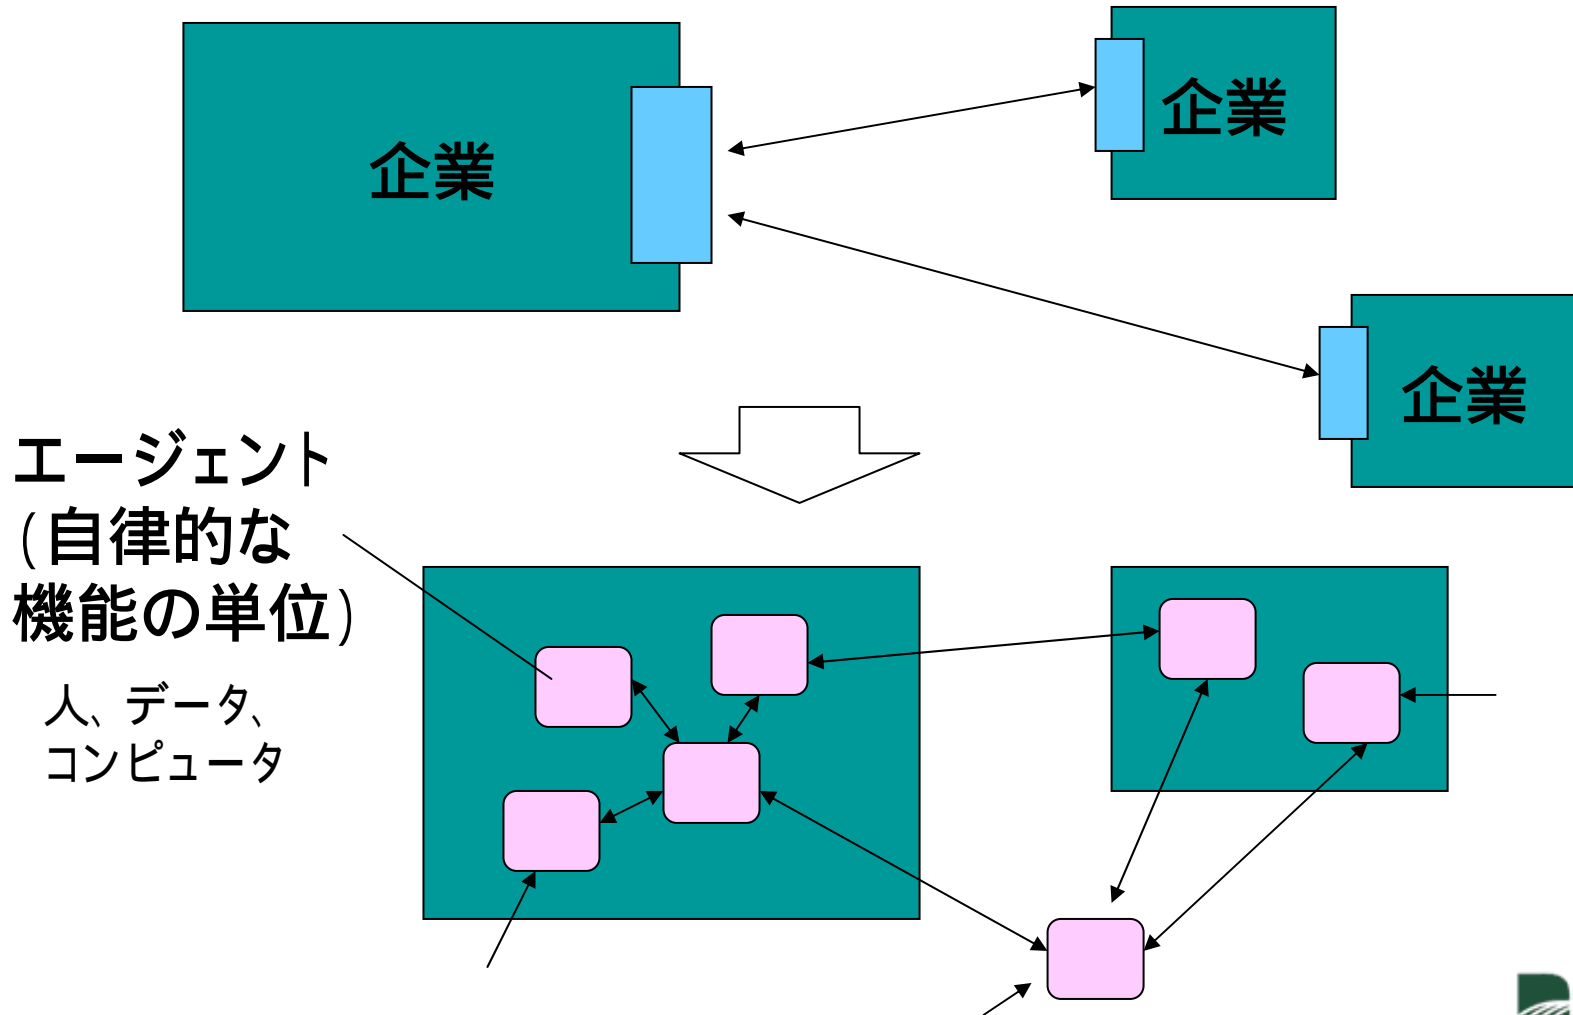 企業
企業
企業
エージェント
(自律的な
機能の単位)
人、データ、
コンピュータ